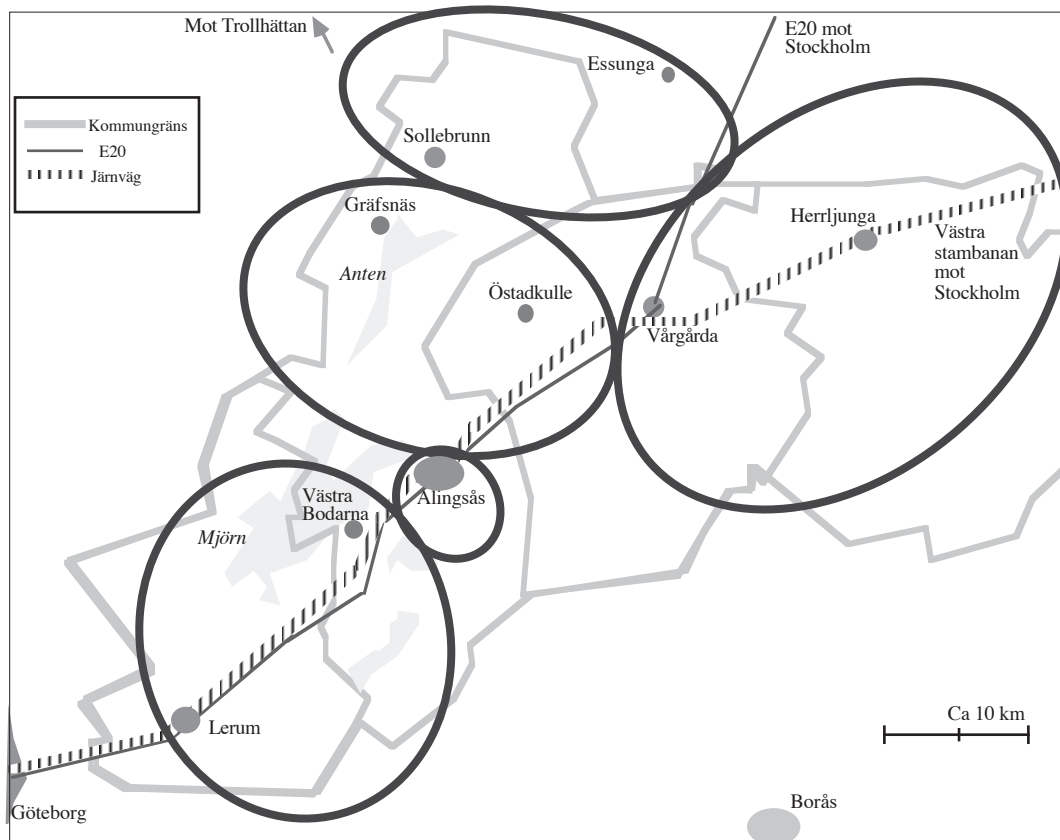 Mot Trollhättan
E20 mot
Stockholm
Essunga
Kommungräns
E20
Järnväg
Sollebrunn
Gräfsnäs
Herrljunga
Anten
Västra
stambanan
mot
Stockholm
Östadkulle
Vårgårda
Västra
Bodarna
Alingsås
Mjörn
Lerum
Ca 10 km
Göteborg
Borås